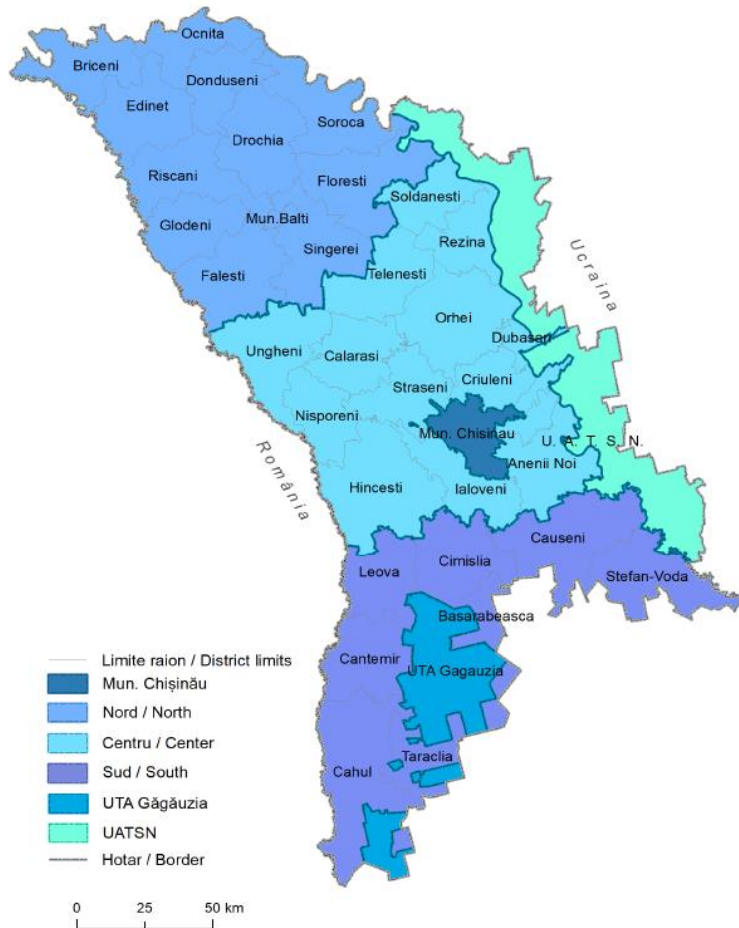 Ocnita
Briceni
Donduseni
Edinet
Soroca
Drochia
Riscani
Floresti
Soldanesti
Glodeni
Mun.Balti
Rezina
Singerei
Ucraina
Falesti
Telenesti
Orhei
Dubasari
Ungheni
Calarasi
Straseni
Criuleni
Nisporeni
Mun. Chisinau
U. A. T. S. N.
România
Anenii Noi
Hincesti
Ialoveni
Causeni
Leova
Cimislia
Stefan-Voda
Basarabeasca
Cantemir
UTA Gagauzia
Taraclia
Cahul
Limite raion / District limits
Mun. Chișinău
Nord / North
Centru / Center
Sud / South
UTA Găgăuzia
UATSN
Hotar / Border
0 25 50 km